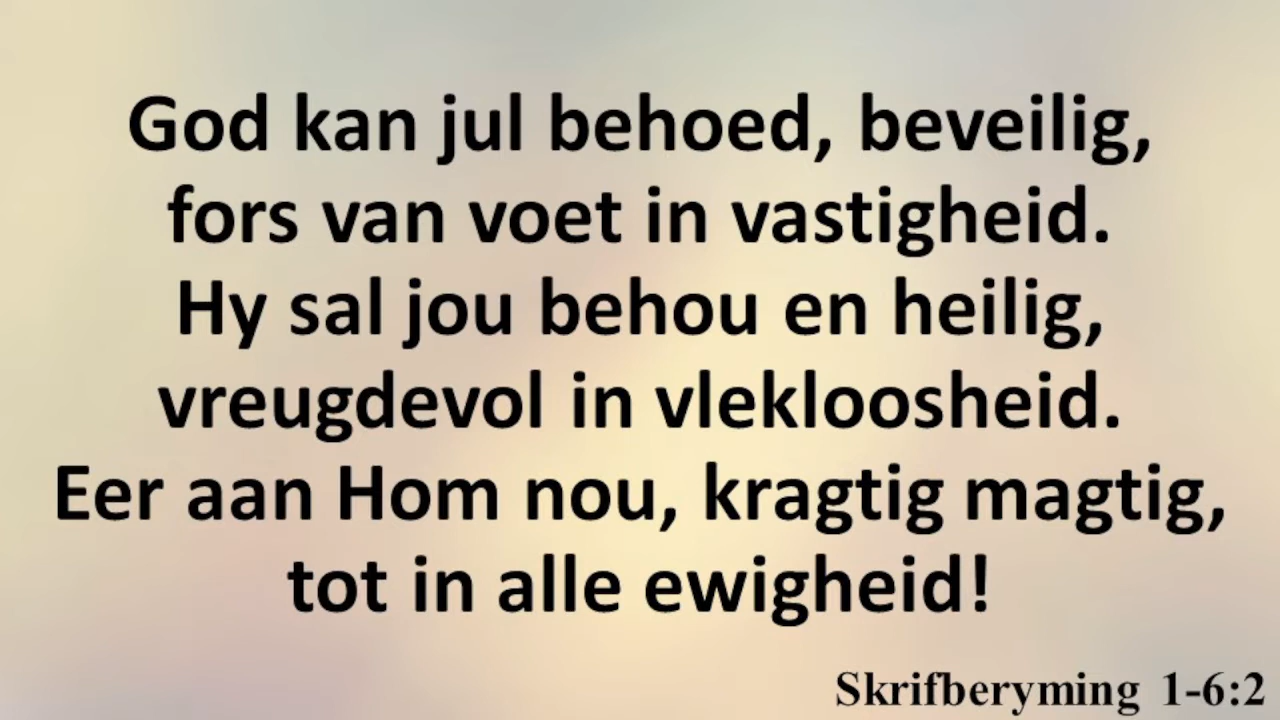 God kan jul behoed, beveilig,
fors van voet in vastigheid.
Hy sal jou behou en heilig,
vreugdevol in vlekloosheid.
Eer aan Hom nou, kragtig magtig,
tot in alle ewigheid!
Skrifberyming 1-6:2